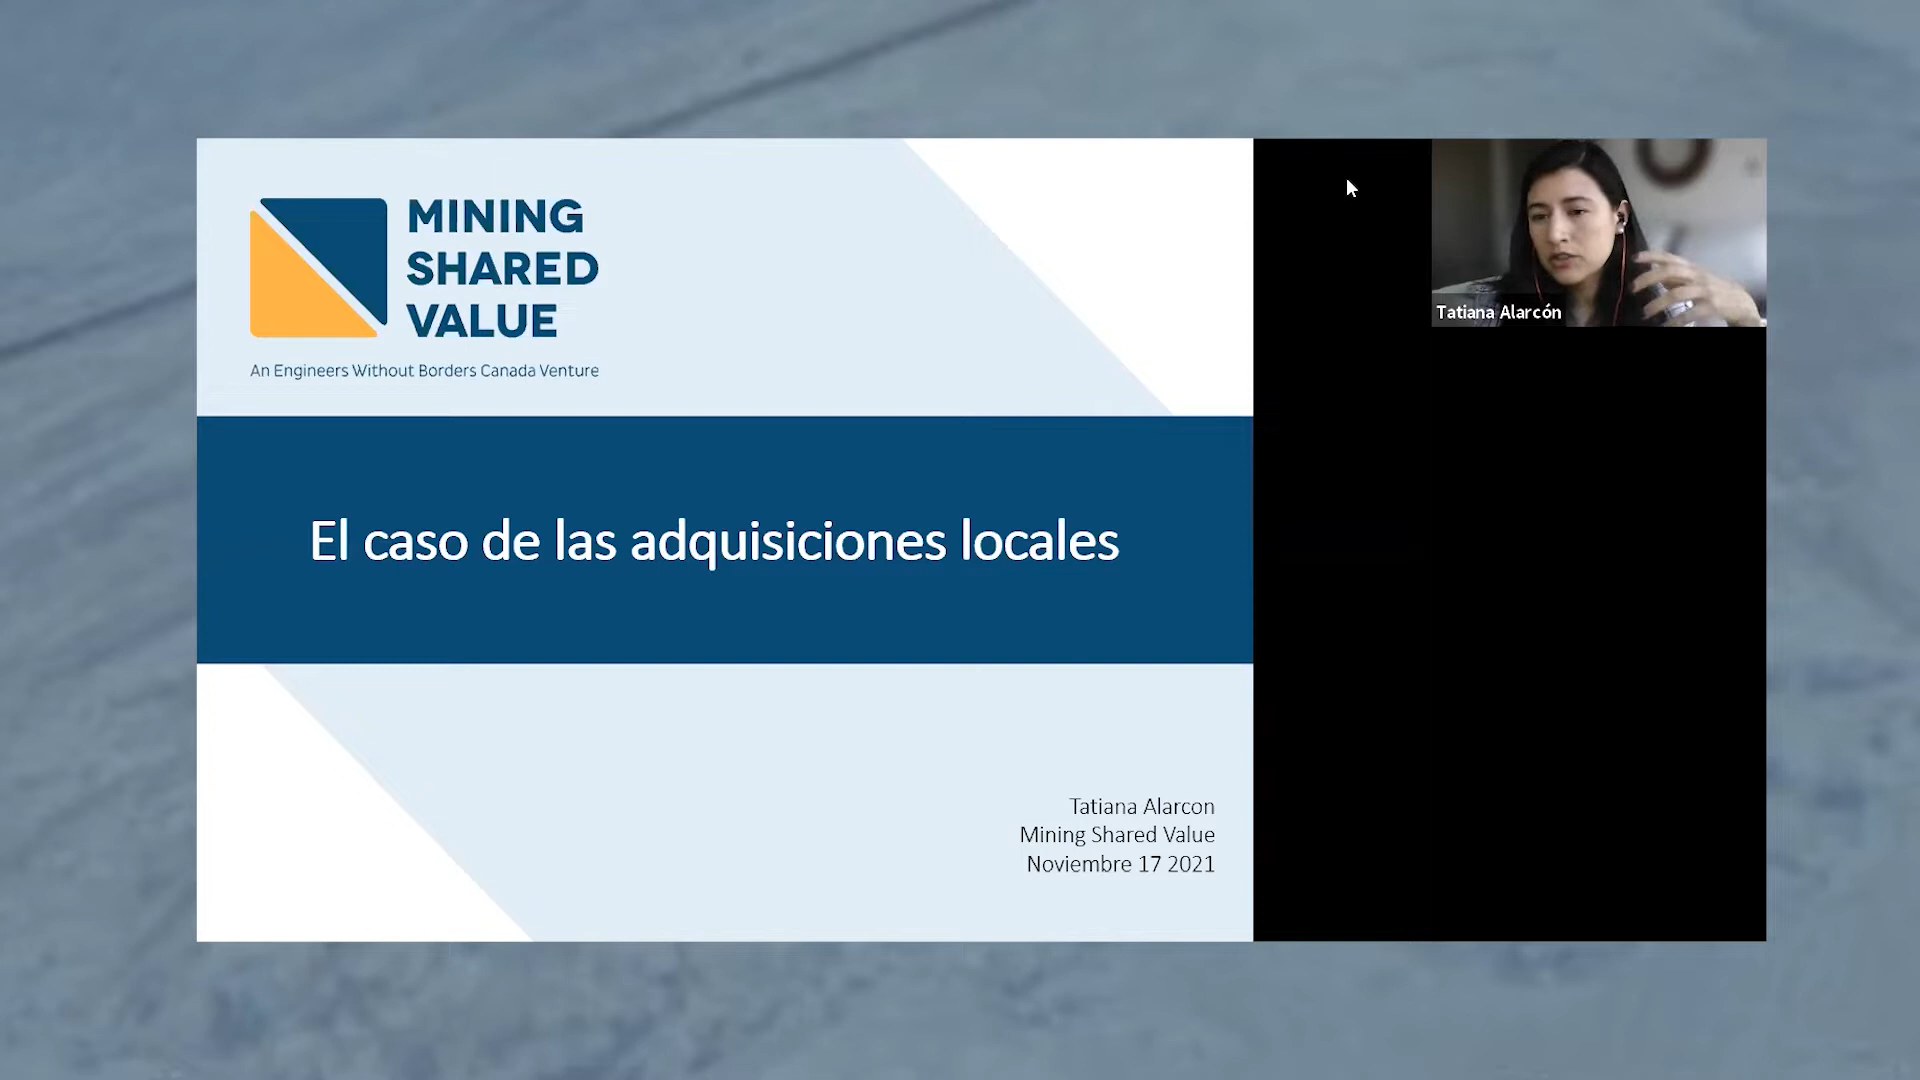 MINING
SHARED
VALUE
An Engineers Without Borders Canada Venture
El caso de las adquisiciones locales
Tatiana Alarcon
Mining Shared Value
Noviembre 17 2021
Tatiana Alarcón